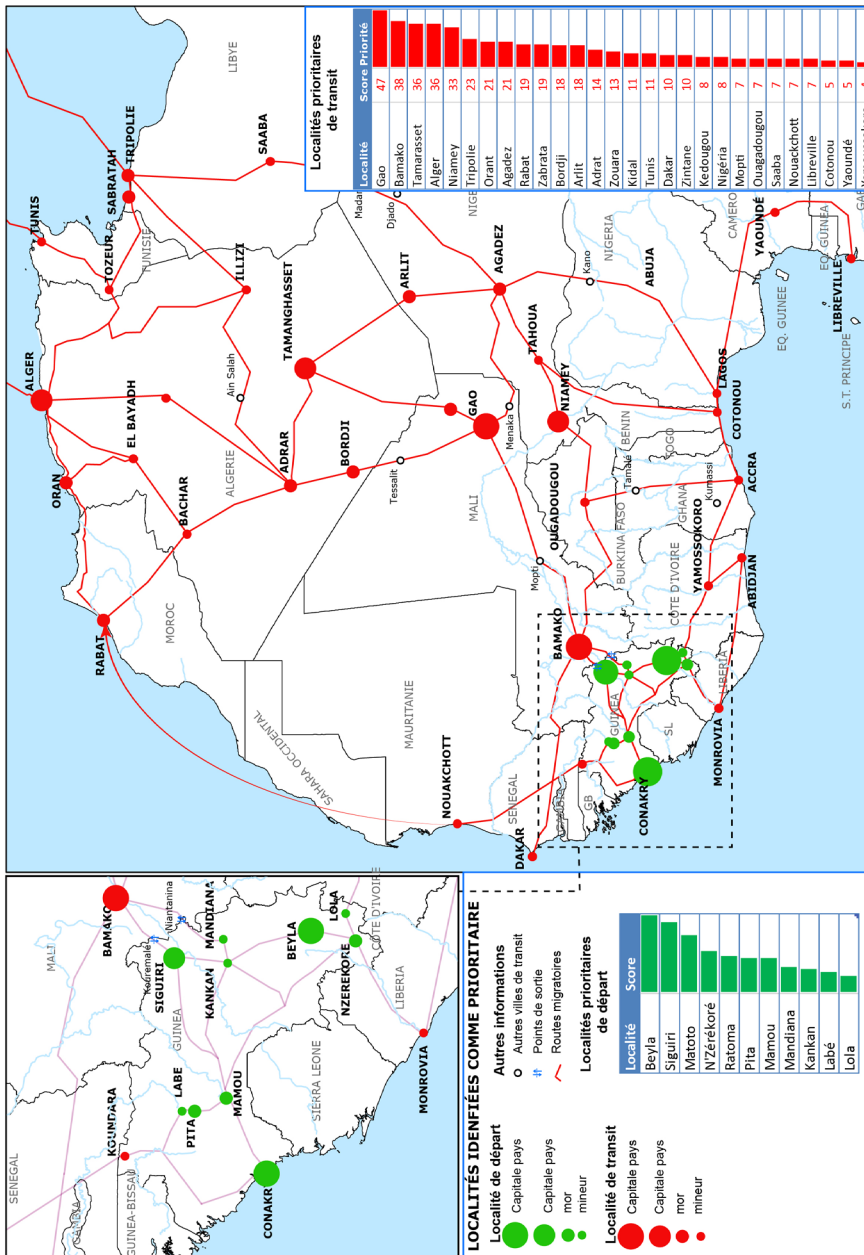 Localités prioritaires
de transit
Localité Score Priorité
Gao 47
Bamako 38
Tamarasset 36
Alger 36
Niamey 33
Tripolie 23
Orant 21
Agadez 21
Rabat 19
Zabrata 19
Bordji 18
Arlit 18
Adrat 14
Zouara 13
Kidal 11
Tunis 11
Dakar 10
Zintane 10
Kedougou 8
Nigéria 8
Mopti 7
Ouagadougou 7
Saaba 7
Nouackchott 7
Libreville 7
Cotonou 5
Yaoundé 5
LIBYE
TRIPOLIE
SABRATAH
SAABA
TUNIS
TOZEUR
TUNISIE
ILLIZI
ALGER
EL BAYADH
ORAN
Ain Salah
TAMANGHASSET
ARLIT
AGADEZ
Djado
ADRAR
BORDJI
ALGERIE
BACHAR
RABAT
MOROC
Tessalit
GAO
Menaka
TAHOUA
NIAMEY
Kano
NIGERIA
ABUJA
CAMERO
YAOUNDÉ
EQ. GUINEA
LIBREVILLE
EQ. GUINEE
S.T. PRINCIPE
LAGOS
COTONOU
BENIN
TOGO
ACCRA
Tamale
Kumassi
GHANA
BURKINA FASO
OUGADOUGOU
MALI
Mopti
YAMOSSOKORO
COTE D'IVOIRE
ABIDJAN
BAMAKO
GUINEA
LIBERIA
SL
MONROVIA
CONAKRY
GB
GAMBIA
SENEGAL
DAKAR
NOUAKCHOTT
MAURITANIE
SAHARA OCCIDENTAL
SENEGAL
GAMBIA
GUINEA-BISSAU
KOUNDARA
MALI
BAMAKO
Kouremalé
Niantanina
SIGUIRI
MANDIANA
GUINEA
KANKAN
LABE
PITA
MAMOU
BEYLA
LOLA
NZEREKORE
COTE D'IVOIRE
LIBERIA
SIERRA LEONE
CONAKR
MONROVIA
LOCALITÉS IDENFIÉES COMME PRIORITAIRE
Localité de départ
Capitale pays
Capitale pays
mor
mineur
Localité de transit
Capitale pays
Capitale pays
mor
mineur
Autres informations
Autres villes de transit
Points de sortie
Routes migratoires
Localités prioritaires
de départ
Localité Score
Beyla
Siguiri
Matoto
N'Zérékoré
Ratoma
Pita
Mamou
Mandiana
Kankan
Labé
Lola